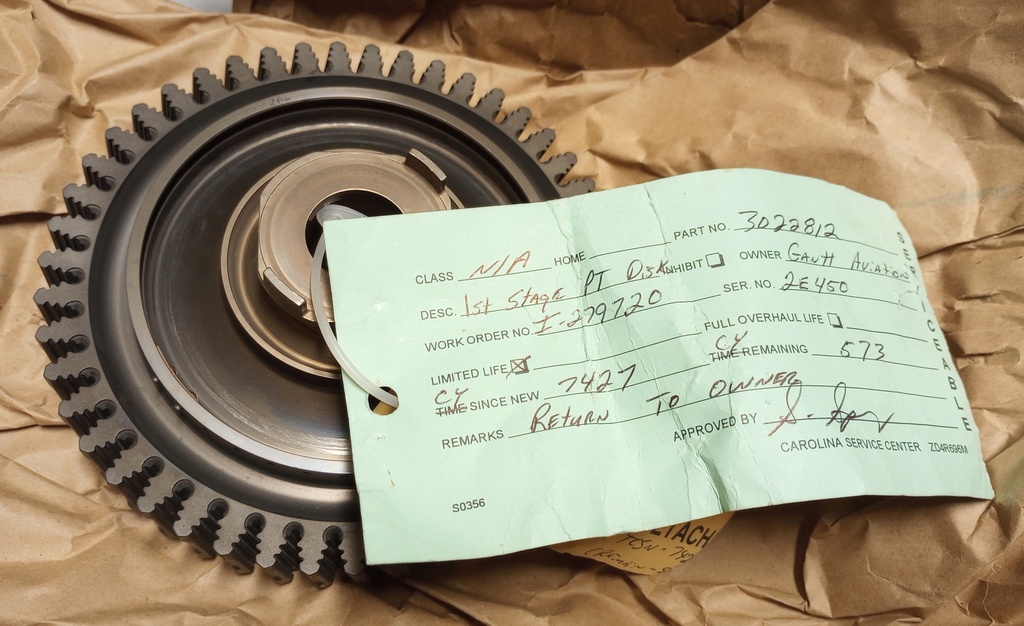 CLASS N/A HOME PART NO. 3022812
DESC. 1st Stage PT Disk INHIBIT OWNER Gantt Aviation
WORK ORDER NO. I-279720 SER. NO. 2E450
LIMITED LIFE FULL OVERHAUL LIFE
CY TIME SINCE NEW 7427 CY TIME REMAINING 573
REMARKS RETURN TO OWNER
APPROVED BY
CAROLINA SERVICE CENTER ZD4R696M
S0356
SERVICEABLE
ETACH
TCSN-